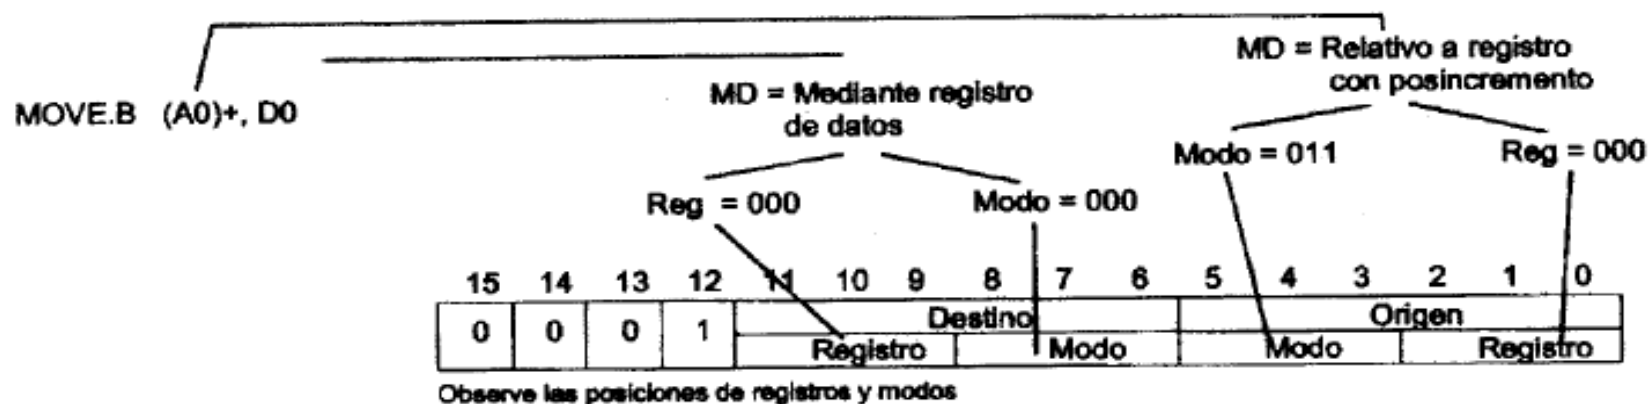 MD = Relativo a registro
con posincremento
MD = Mediante registro
de datos
MOVE.B (A0)+, D0
Modo = 011
Reg = 000
Reg = 000
Modo = 000
15 14 13 12 11 10 9 8 7 6 5 4 3 2 1 0
0 0 0 1
Destino
Origen
Registro
Modo
Modo
Registro
Observe las posiciones de registros y modos